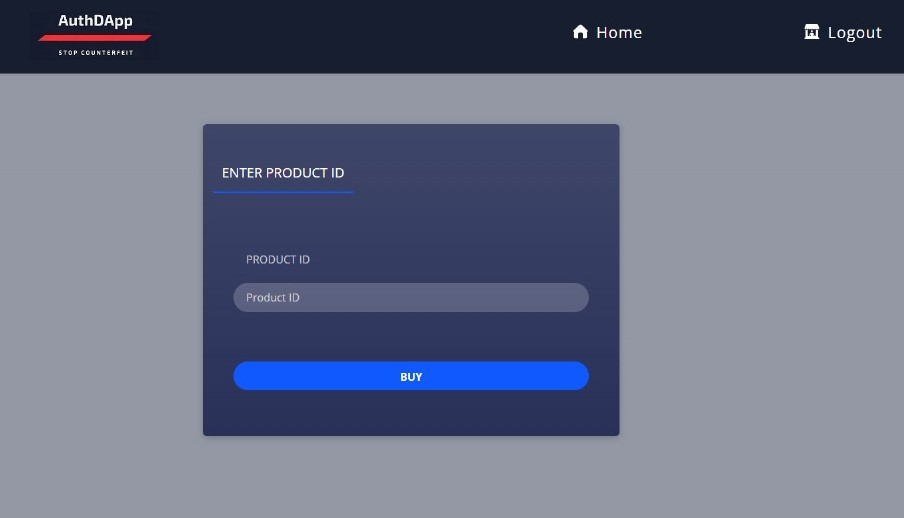 AuthDApp
STOP COUNTERFEIT
Home
Logout
ENTER PRODUCT ID
PRODUCT ID
Product ID
BUY